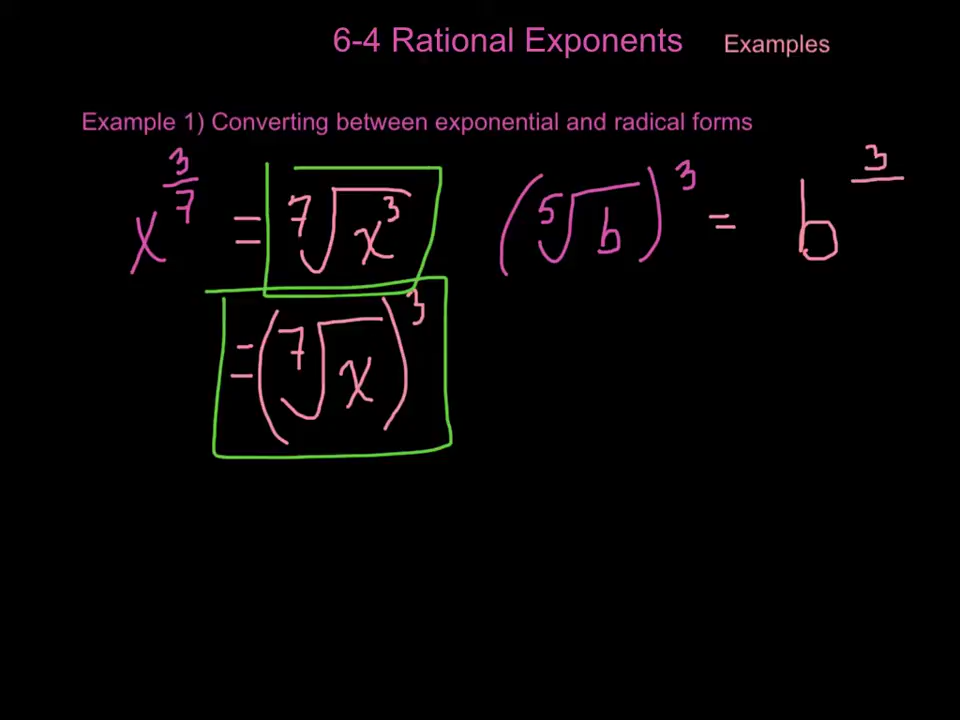 6-4 Rational Exponents Examples
Example 1) Converting between exponential and radical forms
x^(3/7) = ⁷√x³ (⁵√b)³ = b^(3/
= (⁷√x)³